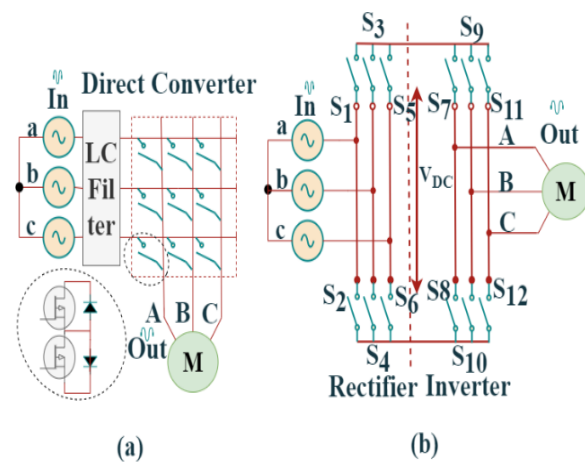 Direct Converter
In
a
b
c
LC
Fil
ter
A B C
Out
M
(a)
S3
S9
In
S1
S5
S7
S11
Out
a
b
c
VDC
A
B
C
M
S2
S6
S8
S12
S4
S10
Rectifier Inverter
(b)